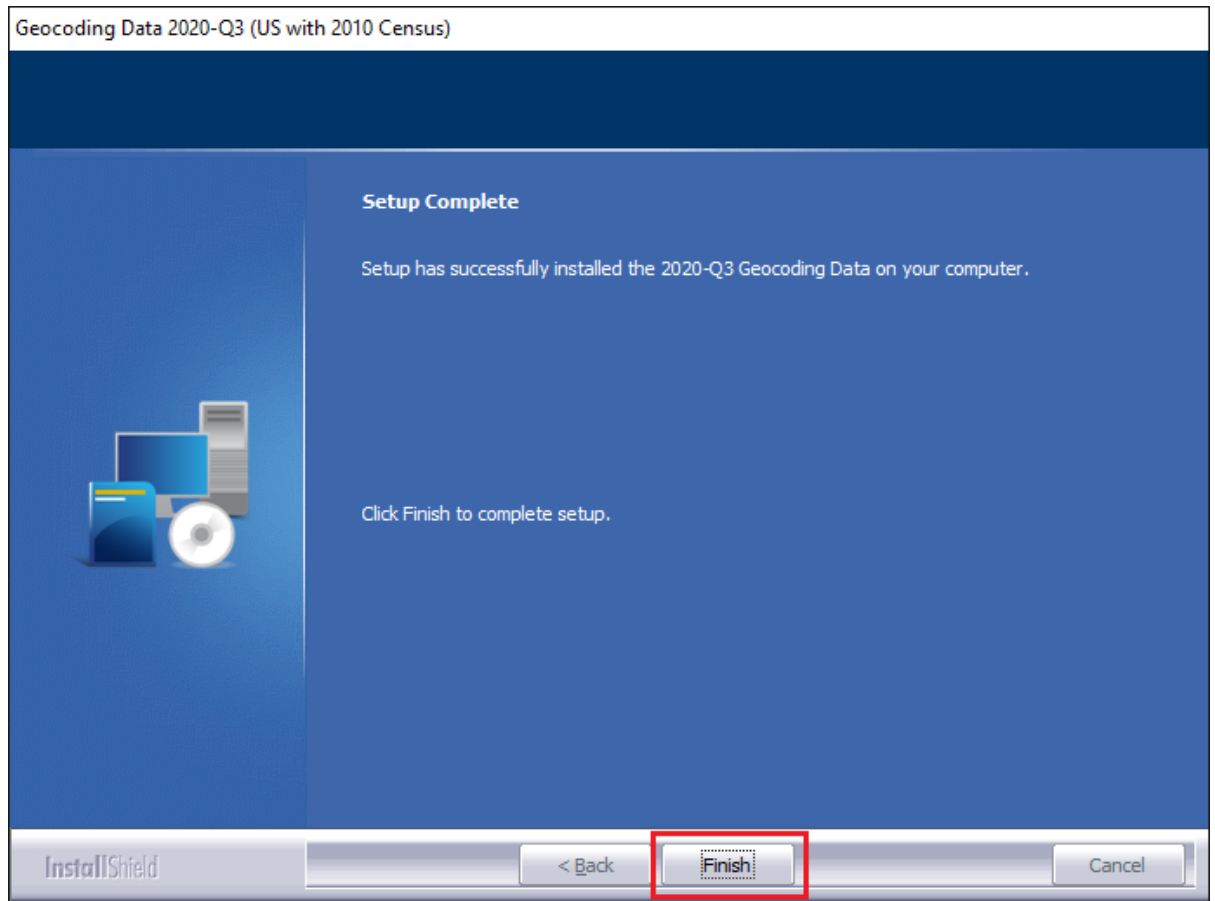 Geocoding Data 2020-Q3 (US with 2010 Census)
Setup Complete
Setup has successfully installed the 2020-Q3 Geocoding Data on your computer.
Click Finish to complete setup.
InstallShield
< Back
Finish
Cancel